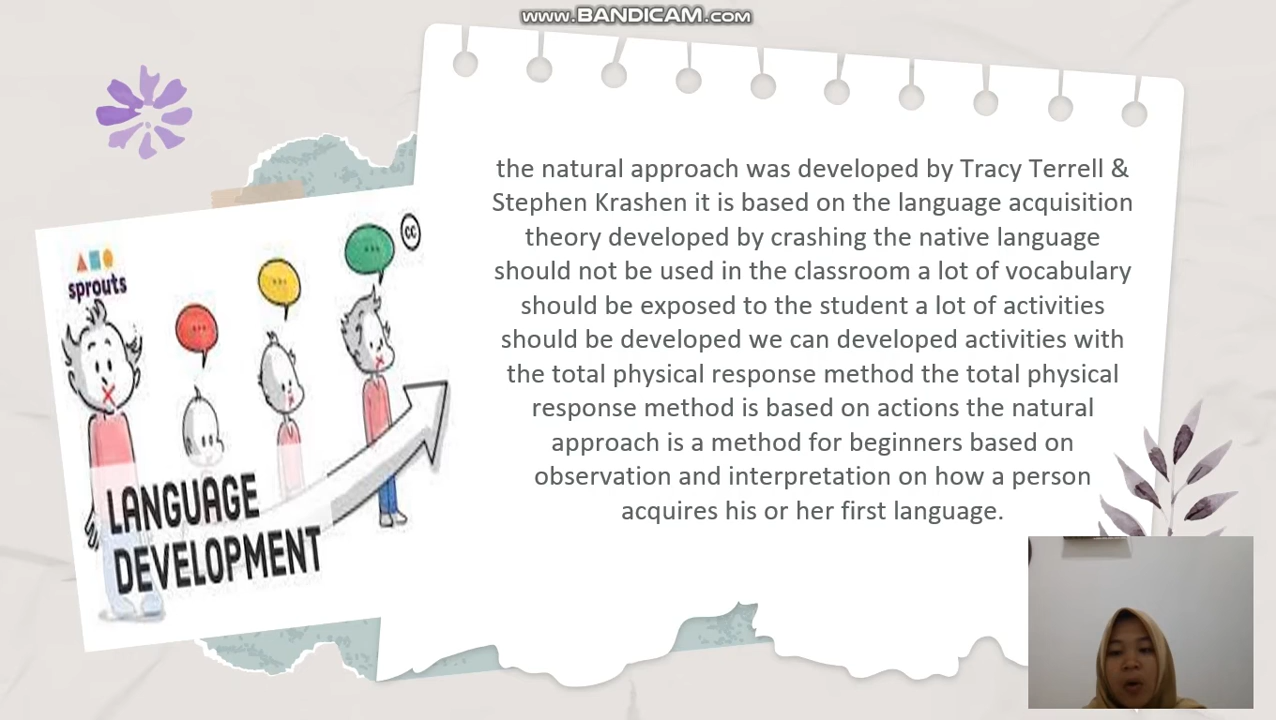 www.BANDICAM.com
the natural approach was developed by Tracy Terrell &
Stephen Krashen it is based on the language acquisition
theory developed by crashing the native language
should not be used in the classroom a lot of vocabulary
should be exposed to the student a lot of activities
should be developed we can developed activities with
the total physical response method the total physical
response method is based on actions the natural
approach is a method for beginners based on
observation and interpretation on how a person
acquires his or her first language.
cc
sprouts
LANGUAGE
DEVELOPMENT